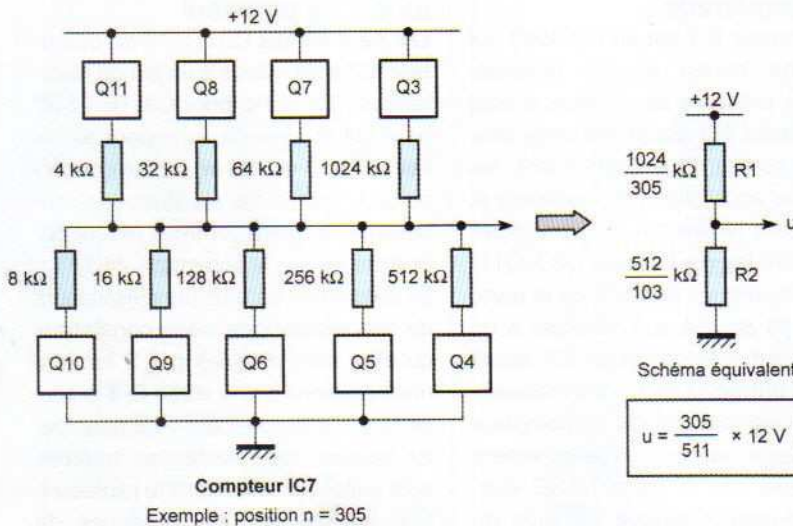 +12 V
Q11 Q8 Q7 Q3
4 kΩ 32 kΩ 64 kΩ 1024 kΩ
8 kΩ 16 kΩ 128 kΩ 256 kΩ 512 kΩ
Q10 Q9 Q6 Q5 Q4
Compteur IC7
Exemple : position n = 305
+12 V
1024/305 kΩ R1
u
512/103 kΩ R2
Schéma équivalent
u = 305/511 × 12 V